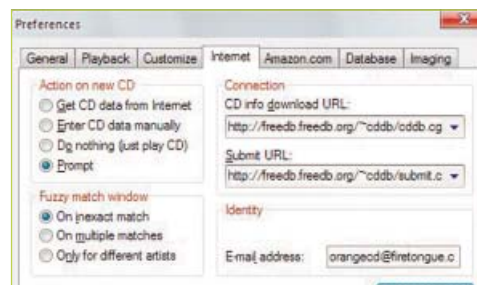 Preferences
General Playback Customize Internet Amazon.com Database Imaging
Action on new CD
Get CD data from Internet
Enter CD data manually
Do nothing (just play CD)
Prompt
Fuzzy match window
On inexact match
On multiple matches
Only for different artists
Connection
CD info download URL:
http://freedb.freedb.org/~cddb/cddb.cg
Submit URL:
http://freedb.freedb.org/~cddb/submit.c
Identity
E-mail address: orangecd@firetongue.c